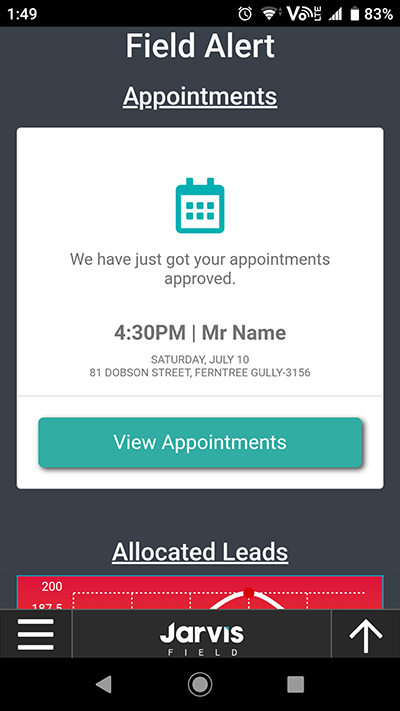 1:49
Vo LTE
83%
Field Alert
Appointments
We have just got your appointments
approved.
4:30PM | Mr Name
SATURDAY, JULY 10
81 DOBSON STREET, FERNTREE GULLY-3156
View Appointments
Allocated Leads
200
187.5
Jarvis
FIELD